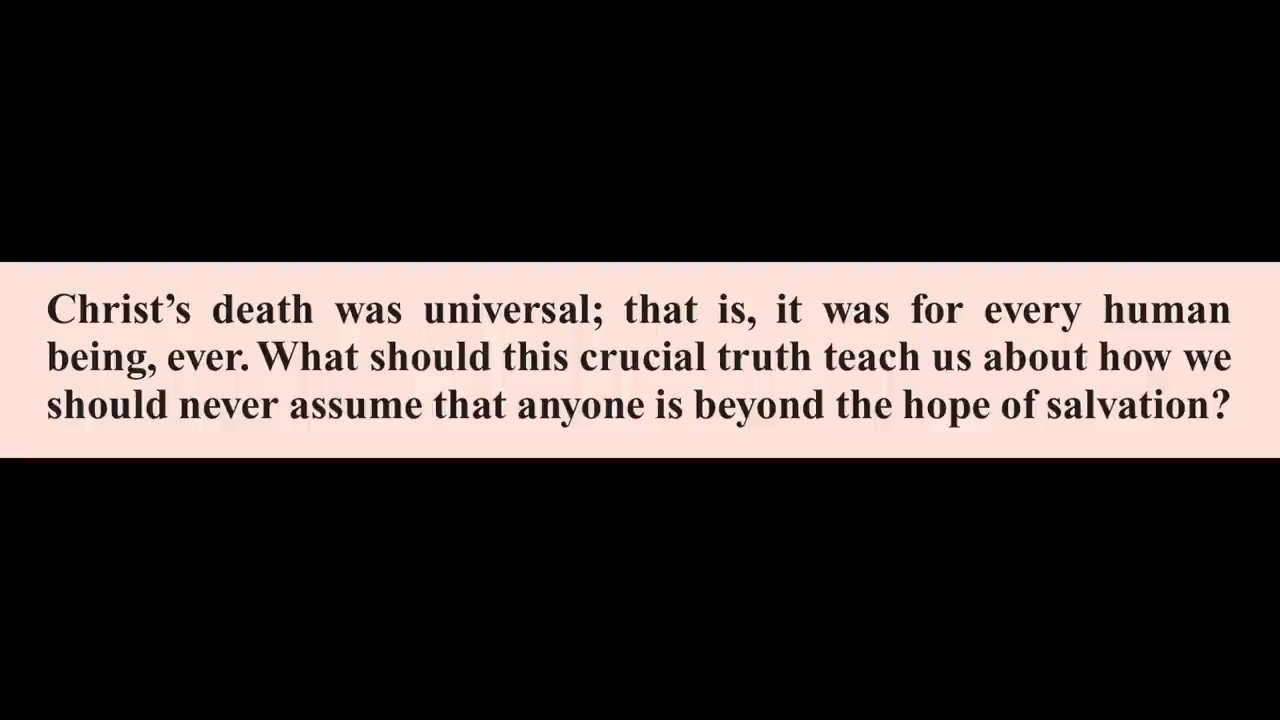 Christ’s death was universal; that is, it was for every human
being, ever. What should this crucial truth teach us about how we
should never assume that anyone is beyond the hope of salvation?